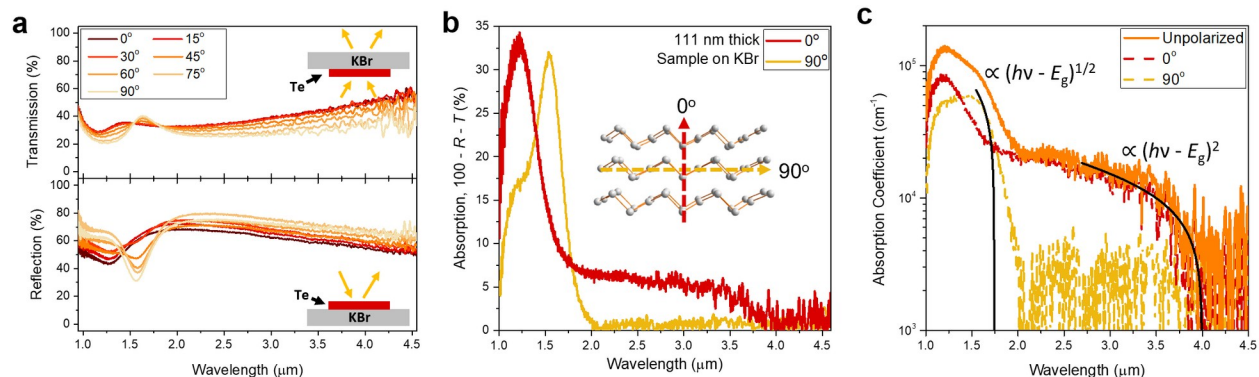 a
0° 15°
30° 45°
60° 75°
90°
KBr
Te
Transmission (%)
100
80
60
40
20
0
Reflection (%)
100
80
60
40
20
0
Te
KBr
1.0 1.5 2.0 2.5 3.0 3.5 4.0 4.5
Wavelength (μm)
b
Absorption, 100 - R - T (%)
35
30
25
20
15
10
5
0
111 nm thick
Sample on KBr
0°
90°
0°
90°
1.0 1.5 2.0 2.5 3.0 3.5 4.0 4.5
Wavelength (μm)
c
Absorption Coefficient (cm⁻¹)
10⁵
10⁴
10³
Unpolarized
0°
90°
∝ (hν - Eg)^1/2
∝ (hν - Eg)²
1.0 1.5 2.0 2.5 3.0 3.5 4.0 4.5
Wavelength (μm)